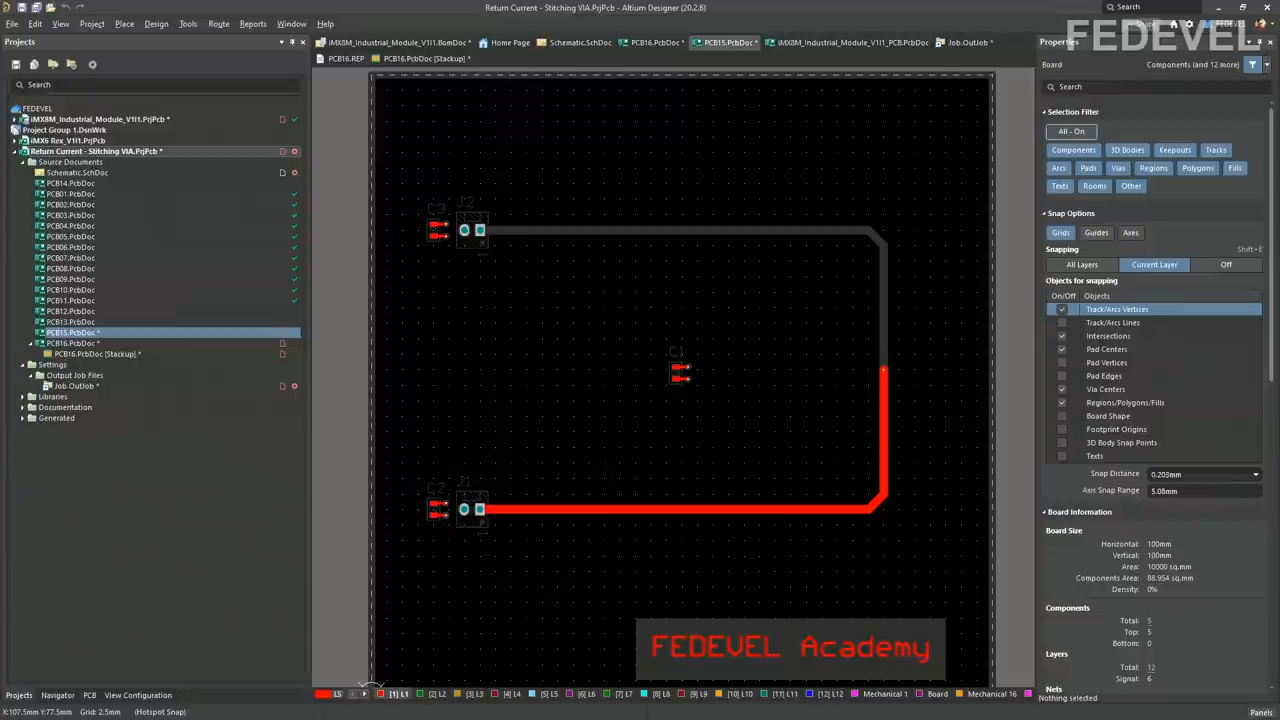 Return Current - Stitching VIA.PrjPcb - Altium Designer (20.2.6)
Search
File Edit View Project Place Design Tools Route Reports Window Help
Share
FEDEVEL
FEDEVEL
Projects
iMX8M_Industrial_Module_V1I1.BomDoc * Home Page Schematic.SchDoc PCB16.PcbDoc * PCB15.PcbDoc * iMX8M_Industrial_Module_V1I1_PCB.PcbDoc Job.OutJob *
PCB16.REP PCB16.PcbDoc [Stackup] *
Search
FEDEVEL
iMX8M_Industrial_Module_V1I1.PrjPcb *
Project Group 1.DsnWrk
iMX6 Rex_V1I1.PrjPcb
Return Current - Stitching VIA.PrjPcb *
Source Documents
Schematic.SchDoc
PCB14.PcbDoc
PCB01.PcbDoc
PCB02.PcbDoc
PCB03.PcbDoc
PCB04.PcbDoc
PCB05.PcbDoc
PCB06.PcbDoc
PCB07.PcbDoc
PCB08.PcbDoc
PCB09.PcbDoc
PCB10.PcbDoc
PCB11.PcbDoc
PCB12.PcbDoc
PCB13.PcbDoc
PCB15.PcbDoc *
PCB16.PcbDoc *
PCB16.PcbDoc [Stackup] *
Settings
Output Job Files
Job.OutJob *
Libraries
Documentation
Generated
J2
J1
FEDEVEL Academy
Properties
Board Components (and 12 more)
Search
Selection Filter
All - On
Components 3D Bodies Keepouts Tracks
Arcs Pads Vias Regions Polygons Fills
Texts Rooms Other
Snap Options
Grids Guides Axes
Snapping Shift+E
All Layers Current Layer Off
Objects for snapping
On/Off Objects
Track/Arcs Vertices
Track/Arcs Lines
Intersections
Pad Centers
Pad Vertices
Pad Edges
Via Centers
Regions/Polygons/Fills
Board Shape
Footprint Origins
3D Body Snap Points
Texts
Snap Distance 0.203mm
Axis Snap Range 5.08mm
Board Information
Board Size
Horizontal: 100mm
Vertical: 100mm
Area: 10000 sq.mm
Components Area: 88.954 sq.mm
Density: 0%
Components
Total: 5
Top: 5
Bottom: 0
Layers
Total: 12
Signal: 6
Nets
Nothing selected
Projects Navigator PCB View Configuration
LS [1] L1 [2] L2 [3] L3 [4] L4 [5] L5 [6] L6 [7] L7 [8] L8 [9] L9 [10] L10 [11] L11 [12] L12 Mechanical 1 Board Mechanical 16
X:107.5mm Y:77.5mm Grid: 2.5mm (Hotspot Snap)
Panels